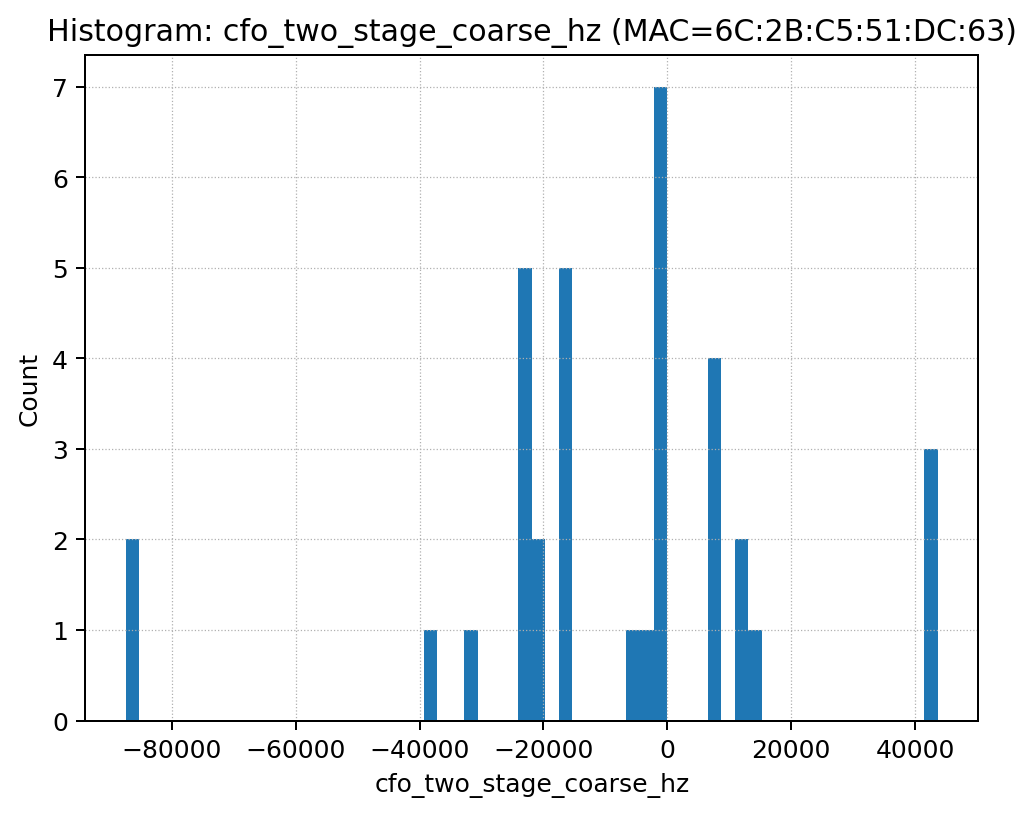 Histogram: cfo_two_stage_coarse_hz (MAC=6C:2B:C5:51:DC:63)
7
6
5
4
3
2
1
0
Count
−80000 −60000 −40000 −20000 0 20000 40000
cfo_two_stage_coarse_hz